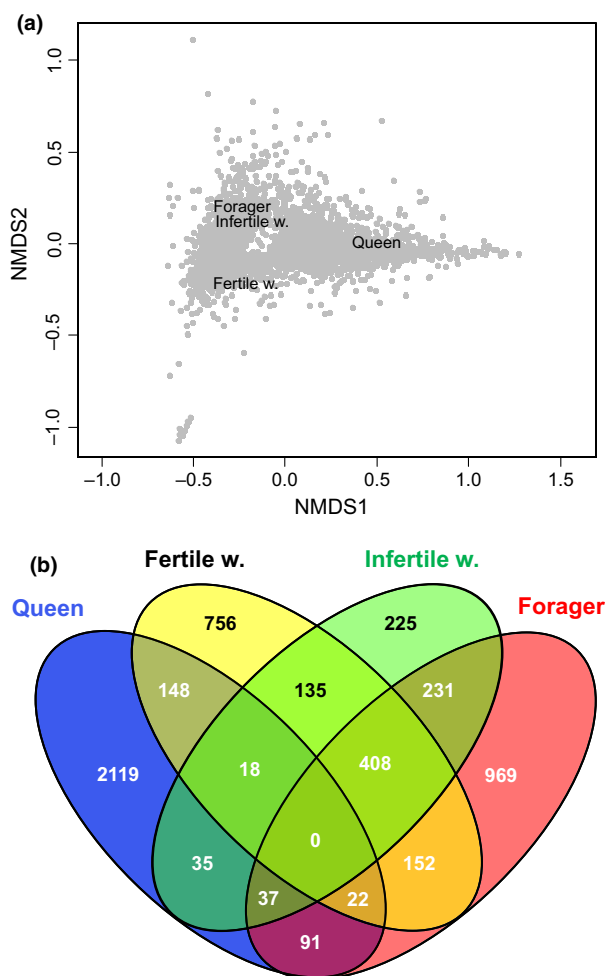 (a)
1.0
0.5
0.0
–0.5
–1.0
NMDS2
Forager
Infertile w.
Queen
Fertile w.
–1.0 –0.5 0.0 0.5 1.0 1.5
NMDS1
(b)
Fertile w. Infertile w.
Queen Forager
756 225
148 135 231
2119 18 408 969
0
35 152
37 22
91